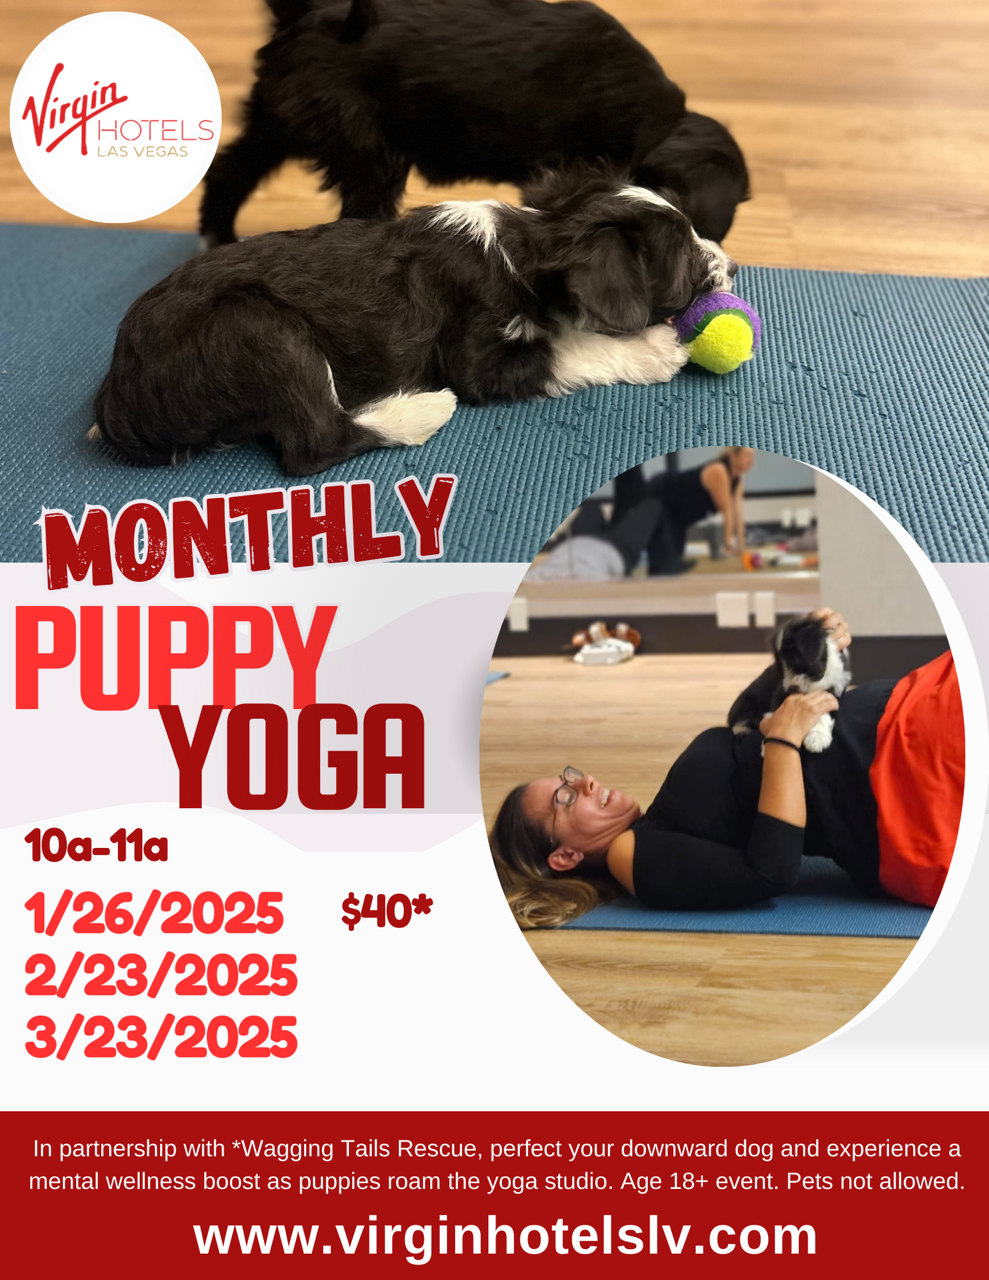 Virgin
HOTELS
LAS VEGAS
MONTHLY
PUPPY
YOGA
10a-11a
1/26/2025 $40*
2/23/2025
3/23/2025
In partnership with *Wagging Tails Rescue, perfect your downward dog and experience a
mental wellness boost as puppies roam the yoga studio. Age 18+ event. Pets not allowed.
www.virginhotelslv.com